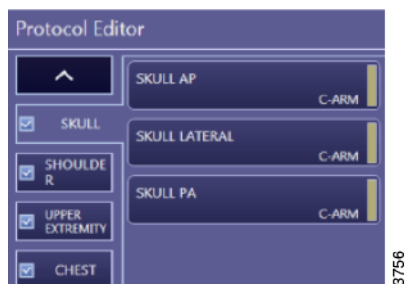 Protocol Editor
SKULL
SHOULDE
R
UPPER
EXTREMITY
CHEST
SKULL AP
C-ARM
SKULL LATERAL
C-ARM
SKULL PA
C-ARM
3756